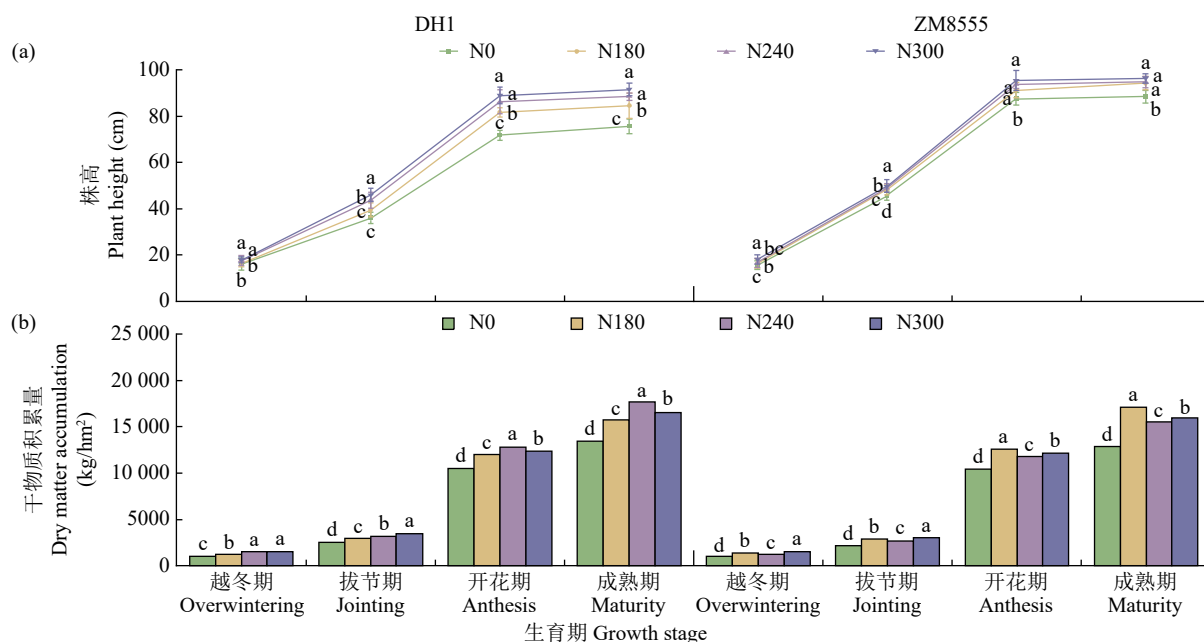 DH1 ZM8555
(a) N0 N180 N240 N300
株高
Plant height (cm)
100
80
60
40
20
0
a a b b
a b c c
a a b c
a a b c
a bc b c
a b c d
a a a b
a a a b
(b) N0 N180 N240 N300
干物质积累量
Dry matter accumulation
(kg/hm²)
25 000
20 000
15 000
10 000
5000
0
c b a a
d c b a
d c a b
d c a b
d b c a
d b c a
d a c b
d a c b
越冬期 拔节期 开花期 成熟期 越冬期 拔节期 开花期 成熟期
Overwintering Jointing Anthesis Maturity Overwintering Jointing Anthesis Maturity
生育期 Growth stage